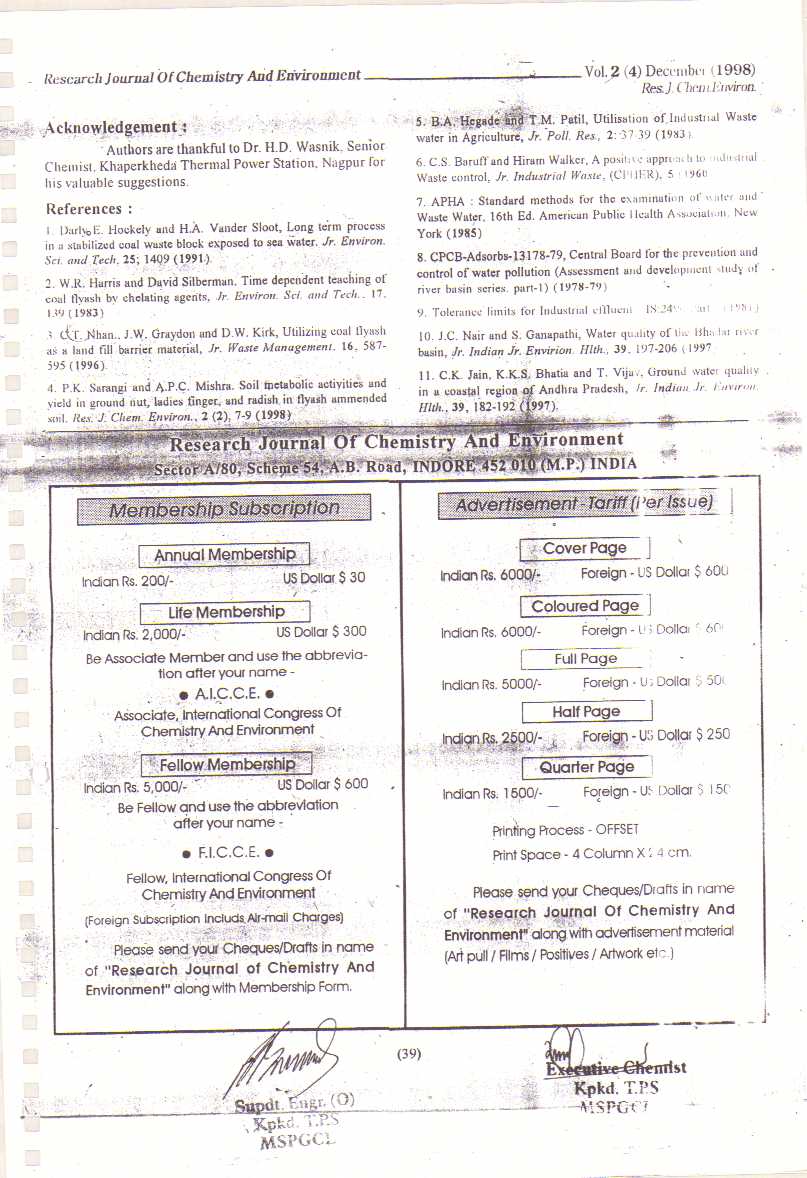 Research Journal Of Chemistry And Environment
Vol. 2 (4) December (1998)
Res. J. Chem. Environ.
Acknowledgement :
Authors are thankful to Dr. H.D. Wasnik, Senior
Chemist, Khaperkheda Thermal Power Station, Nagpur for
his valuable suggestions.
References :
1. E. Hockely and H.A. Vander Sloot, Long term process
in a stabilized coal waste block exposed to sea water, Jr. Environ.
Sci. and Tech, 25; 1409 (1991).
2. W.R. Harris and David Silberman, Time dependent teaching of
coal flyash by chelating agents, Jr. Environ. Sci. and Tech., 17,
139 (1983)
3. Nhan., J.W. Graydon and D.W. Kirk, Utilizing coal flyash
as a land fill barrier material, Jr. Waste Management. 16, 587-
595 (1996).
4. P.K. Sarangi and A.P.C. Mishra. Soil metabolic activities and
yield in ground nut, ladies finger, and radish in flyash ammended
soil. Res. J. Chem. Environ., 2 (2), 7-9 (1998)
5. B.A. Hegade and T.M. Patil, Utilisation of Industrial Waste
water in Agriculture, Jr. Poll. Res., 2: 37-39 (1983).
6. C.S. Baruff and Hiram Walker, A positive approach to industrial
Waste control, Jr. Industrial Waste, 5 (1960
7. APHA : Standard methods for the examination of water and
Waste Water, 16th Ed. American Public Health Association, New
York (1985)
8. CPCB-Adsorbs-13178-79, Central Board for the prevention and
control of water pollution (Assessment and development study of
river basin series, part-1) (1978-79)
9. Tolerance limits for Industrial effluent
10. J.C. Nair and S. Ganapathi, Water quality of the river
basin, Jr. Indian Jr. Envirion. Hlth., 39, 197-206 (1997
11. C.K. Jain, K.K.S. Bhatia and T. Vijay, Ground water quality
in a coastal region of Andhra Pradesh, Jr. Indian Jr. Environ.
Hlth., 39, 182-192 (1997).
Research Journal Of Chemistry And Environment
Sector A/80, Scheme 54, A.B. Road, INDORE 452 010 (M.P.) INDIA
Membership Subscription
Annual Membership
Indian Rs. 200/- US Dollar $ 30
Life Membership
Indian Rs. 2,000/- US Dollar $ 300
Be Associate Member and use the abbrevia-
tion after your name -
● A.I.C.C.E. ●
Associate, International Congress Of
Chemistry And Environment
Fellow Membership
Indian Rs. 5,000/- US Dollar $ 600
Be Fellow and use the abbreviation
after your name -
● F.I.C.C.E. ●
Fellow, International Congress Of
Chemistry And Environment
(Foreign Subscription Includs Air-mail Charges)
Please send your Cheques/Drafts in name
of "Research Journal of Chemistry And
Environment" along with Membership Form.
Advertisement - Tariff (Per Issue)
Cover Page
Indian Rs. 6000/- Foreign - US Dollar $ 600
Coloured Page
Indian Rs. 6000/- Foreign - US Dollar $ 600
Full Page
Indian Rs. 5000/- Foreign - US Dollar $ 500
Half Page
Indian Rs. 2500/- Foreign - US Dollar $ 250
Quarter Page
Indian Rs. 1500/- Foreign - US Dollar $ 150
Printing Process - OFFSET
Print Space - 4 Column X 24 cm.
Please send your Cheques/Drafts in name
of "Research Journal Of Chemistry And
Environment" along with advertisement material
(Art pull / Films / Positives / Artwork etc.)
(39)
Supdt. Engr. (O)
Kpkd. T.P.S
MSPGCL
Executive Chemist
Kpkd. T.P.S
MSPGCL